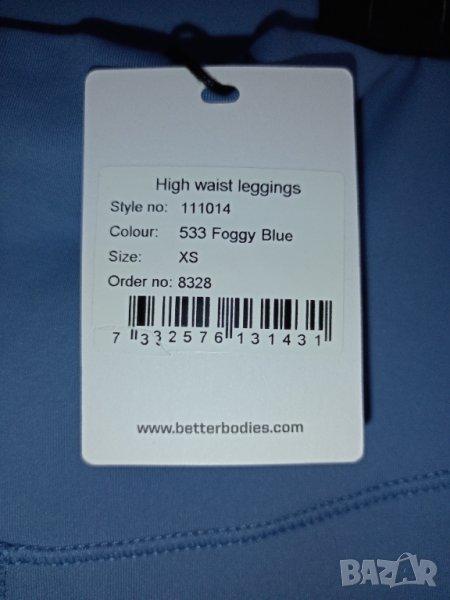 High waist leggings
Style no: 111014
Colour: 533 Foggy Blue
Size: XS
Order no: 8328
7 332576 131431
www.betterbodies.com
BAZAR